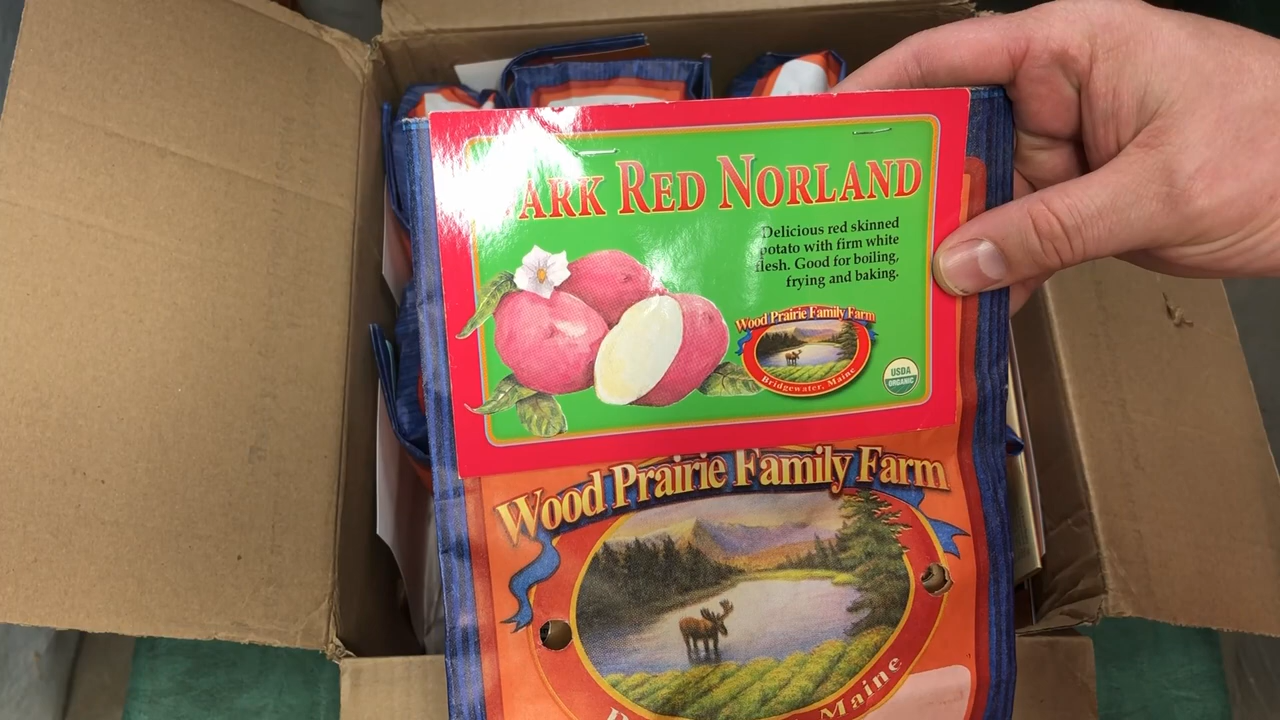 ARK RED NORLAND
Delicious red skinned
potato with firm white
flesh. Good for boiling,
frying and baking.
Wood Prairie Family Farm
Bridgewater, Maine
USDA
ORGANIC
Wood Prairie Family Farm
Maine